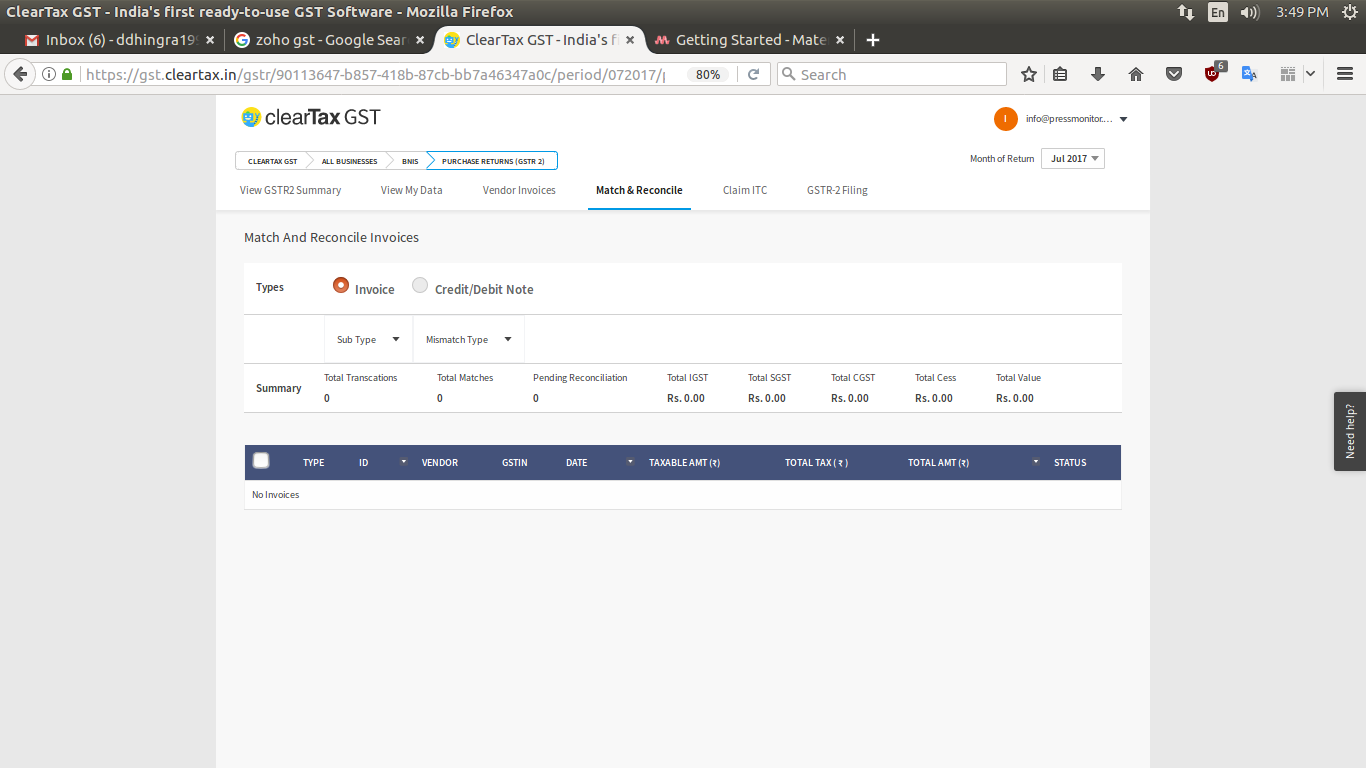 ClearTax GST - India's first ready-to-use GST Software - Mozilla Firefox
En
3:49 PM
Inbox (6) - ddhingra199
zoho gst - Google Sear
ClearTax GST - India's f
Getting Started - Mate
https://gst.cleartax.in/gstr/90113647-b857-418b-87cb-bb7a46347a0c/period/072017/p
80%
Search
6
clearTax GST
I
info@pressmonitor....
CLEARTAX GST
ALL BUSINESSES
BNIS
PURCHASE RETURNS (GSTR 2)
Month of Return
Jul 2017
View GSTR2 Summary
View My Data
Vendor Invoices
Match & Reconcile
Claim ITC
GSTR-2 Filing
Match And Reconcile Invoices
Types
Invoice
Credit/Debit Note
Sub Type
Mismatch Type
Summary
Total Transcations
Total Matches
Pending Reconciliation
Total IGST
Total SGST
Total CGST
Total Cess
Total Value
0
0
0
Rs. 0.00
Rs. 0.00
Rs. 0.00
Rs. 0.00
Rs. 0.00
TYPE
ID
VENDOR
GSTIN
DATE
TAXABLE AMT (₹)
TOTAL TAX ( ₹ )
TOTAL AMT (₹)
STATUS
No Invoices
Need help?